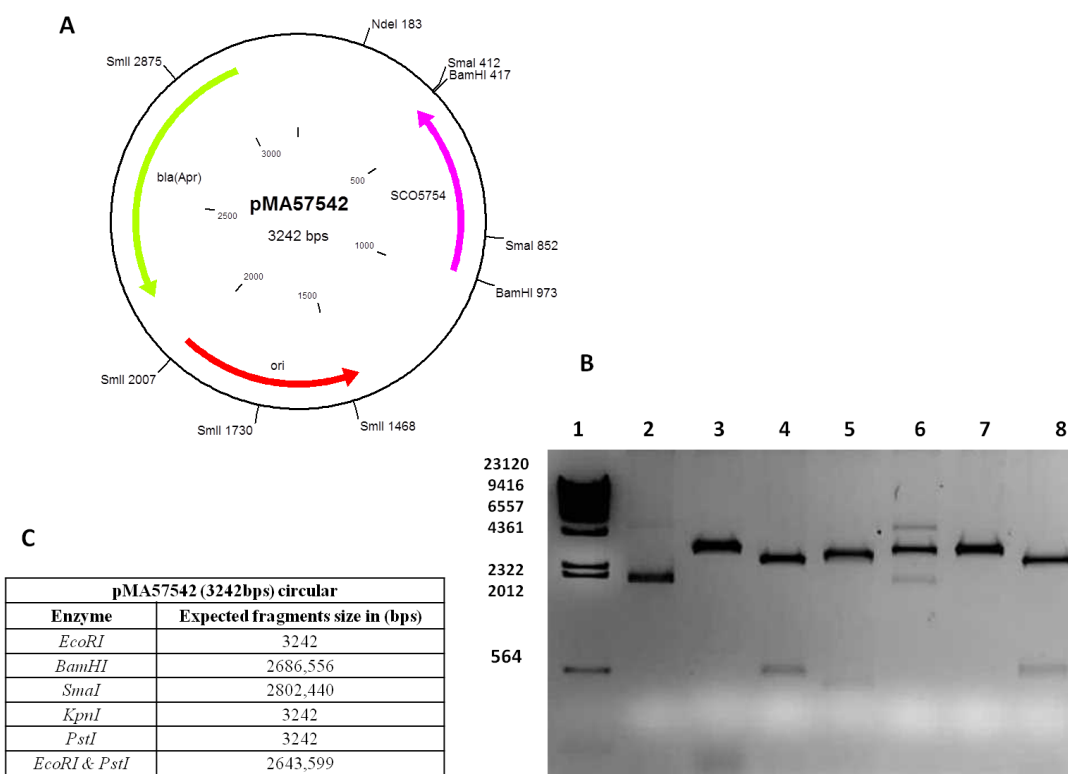 A
NdeI 183
SmaI 412
BamHI 417
SmlI 2875
3000
500
bla(Apr)
pMA57542
SCO5754
2500
3242 bps
SmaI 852
1000
2000
BamHI 973
1500
ori
SmlI 2007
SmlI 1730
SmlI 1468
B
1 2 3 4 5 6 7 8
23120
9416
6557
4361
2322
2012
564
C
pMA57542 (3242bps) circular
Enzyme Expected fragments size in (bps)
EcoRI 3242
BamHI 2686,556
SmaI 2802,440
KpnI 3242
PstI 3242
EcoRI & PstI 2643,599